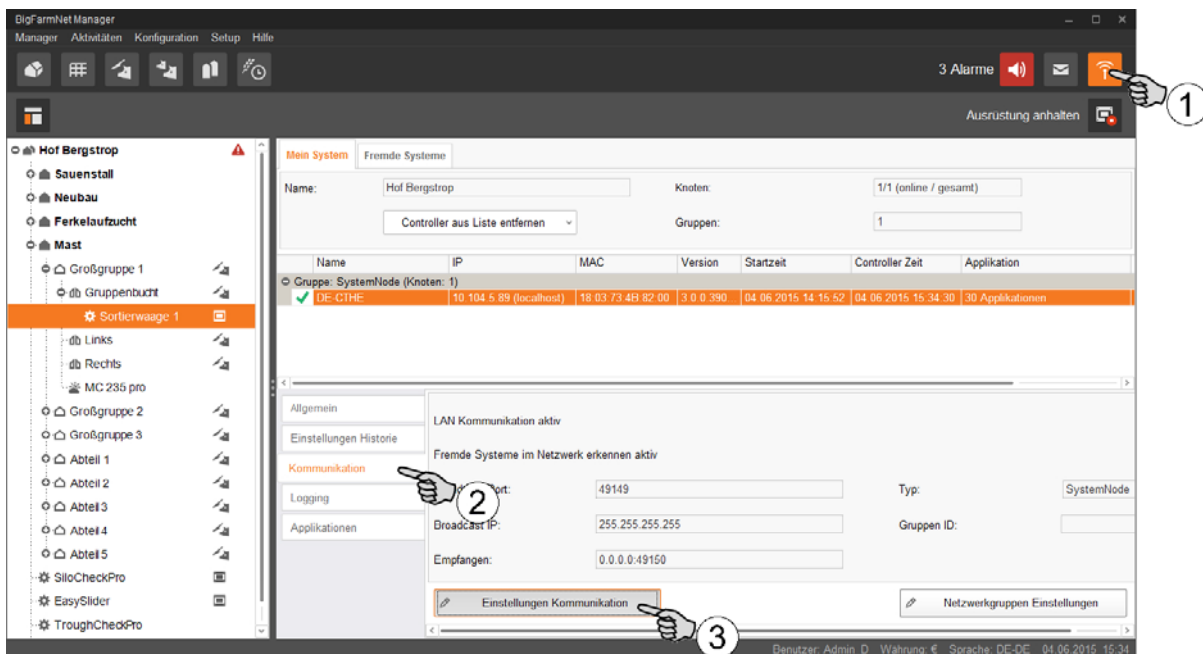 BigFarmNet Manager
Manager Aktivitäten Konfiguration Setup Hilfe
3 Alarme
1
Ausrüstung anhalten
Hof Bergstrop
Sauenstall
Neubau
Ferkelaufzucht
Mast
Großgruppe 1
Gruppenbucht
Sortierwaage 1
Links
Rechts
MC 235 pro
Großgruppe 2
Großgruppe 3
Abteil 1
Abteil 2
Abteil 3
Abteil 4
Abteil 5
SiloCheckPro
EasySlider
TroughCheckPro
Mein System Fremde Systeme
Name: Hof Bergstrop Knoten: 1/1 (online / gesamt)
Controller aus Liste entfernen Gruppen: 1
Name IP MAC Version Startzeit Controller Zeit Applikation
Gruppe: SystemNode (Knoten: 1)
DE-CTHE 10.104.5.89 (localhost) 18:03:73:4B:82:00 3.0.0.390... 04.06.2015 14:15:52 04.06.2015 15:34:30 30 Applikationen
Allgemein
Einstellungen Historie
Kommunikation
Logging
Applikationen
2
LAN Kommunikation aktiv
Fremde Systeme im Netzwerk erkennen aktiv
49149 Typ: SystemNode
Broadcast IP: 255.255.255.255 Gruppen ID:
Empfangen: 0.0.0.0:49150
Einstellungen Kommunikation Netzwerkgruppen Einstellungen
3
Benutzer: Admin_D Währung: € Sprache: DE-DE 04.06.2015 15:34